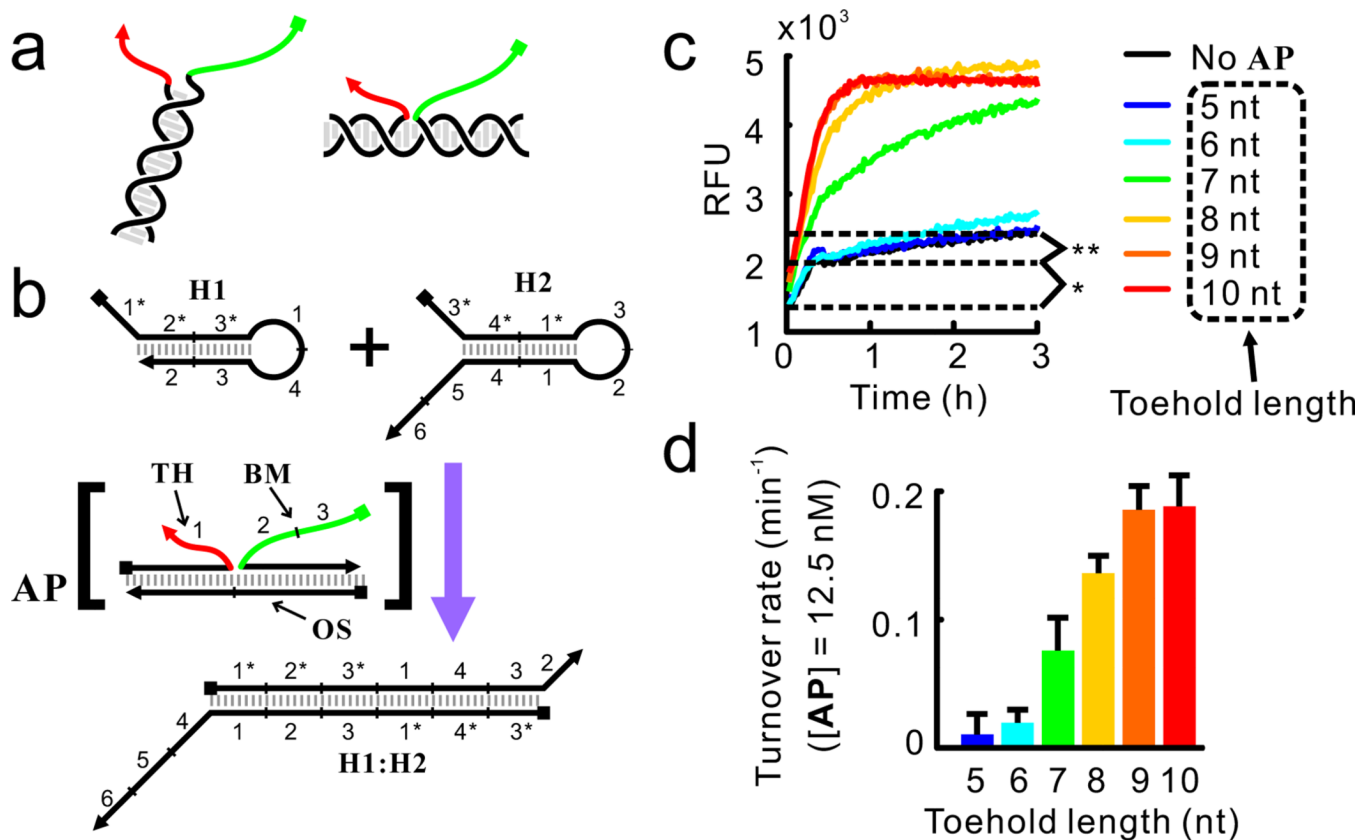 a
b
H1
1*
2*
3*
1
2
3
4
+
H2
3*
4*
1*
3
4
1
2
5
6
TH
BM
1
2
3
AP
OS
1*
2*
3*
1
4
3
2
1
2
3
1*
4*
3*
4
5
6
H1:H2
c
×10³
5
4
3
2
1
RFU
0
1
2
3
Time (h)
**
*
No AP
5 nt
6 nt
7 nt
8 nt
9 nt
10 nt
Toehold length
d
Turnover rate (min⁻¹)
([AP] = 12.5 nM)
0.2
0.1
0
5 6 7 8 9 10
Toehold length (nt)